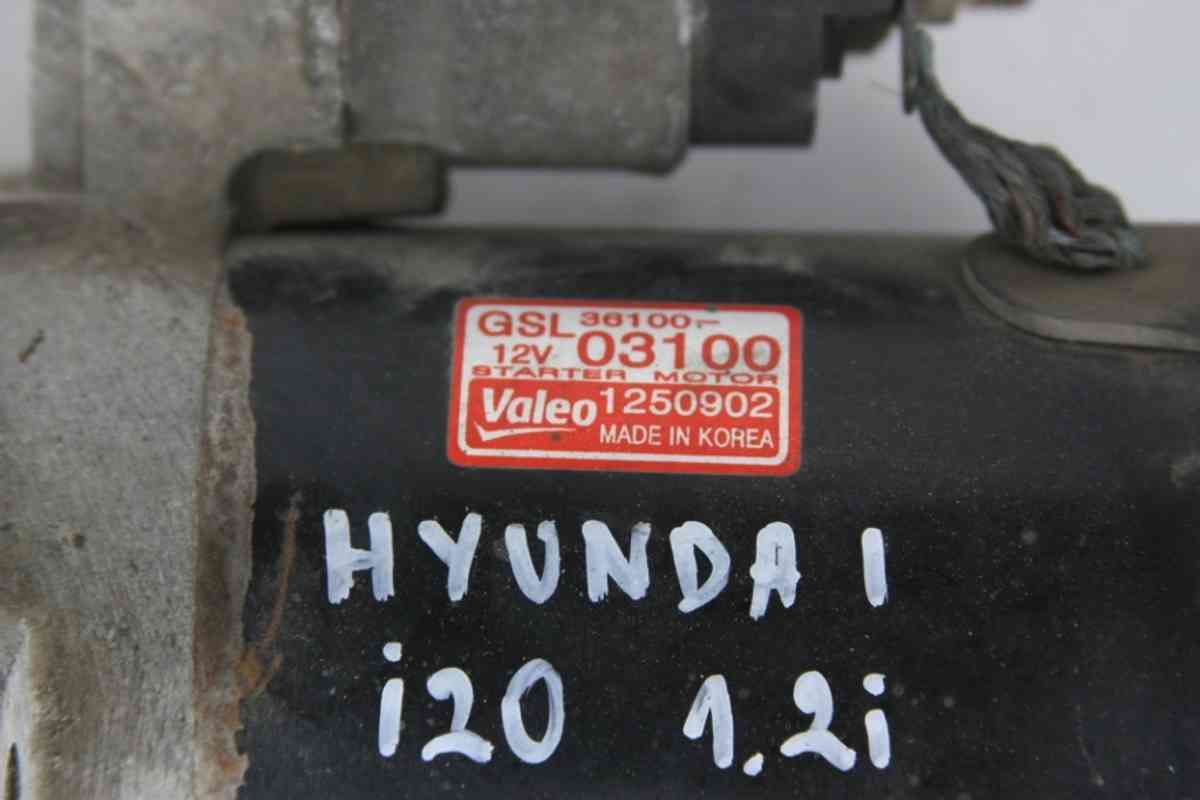 GSL 36100-
12V 03100
STARTER MOTOR
Valeo 1250902
MADE IN KOREA
HYUNDAI
i20 1.2i